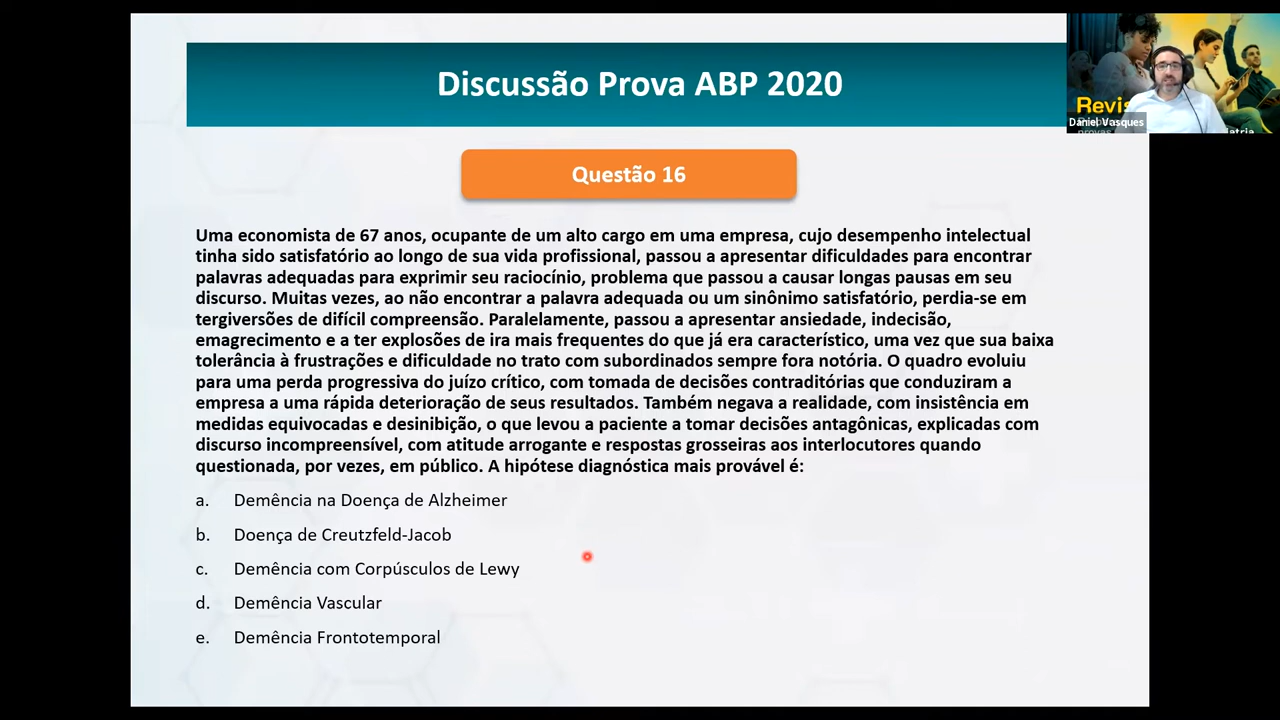 Discussão Prova ABP 2020
Revis
Daniel Vasques
provas
iatria
Questão 16
Uma economista de 67 anos, ocupante de um alto cargo em uma empresa, cujo desempenho intelectual
tinha sido satisfatório ao longo de sua vida profissional, passou a apresentar dificuldades para encontrar
palavras adequadas para exprimir seu raciocínio, problema que passou a causar longas pausas em seu
discurso. Muitas vezes, ao não encontrar a palavra adequada ou um sinônimo satisfatório, perdia-se em
tergiversões de difícil compreensão. Paralelamente, passou a apresentar ansiedade, indecisão,
emagrecimento e a ter explosões de ira mais frequentes do que já era característico, uma vez que sua baixa
tolerância à frustrações e dificuldade no trato com subordinados sempre fora notória. O quadro evoluiu
para uma perda progressiva do juízo crítico, com tomada de decisões contraditórias que conduziram a
empresa a uma rápida deterioração de seus resultados. Também negava a realidade, com insistência em
medidas equivocadas e desinibição, o que levou a paciente a tomar decisões antagônicas, explicadas com
discurso incompreensível, com atitude arrogante e respostas grosseiras aos interlocutores quando
questionada, por vezes, em público. A hipótese diagnóstica mais provável é:
a. Demência na Doença de Alzheimer
b. Doença de Creutzfeld-Jacob
c. Demência com Corpúsculos de Lewy
d. Demência Vascular
e. Demência Frontotemporal